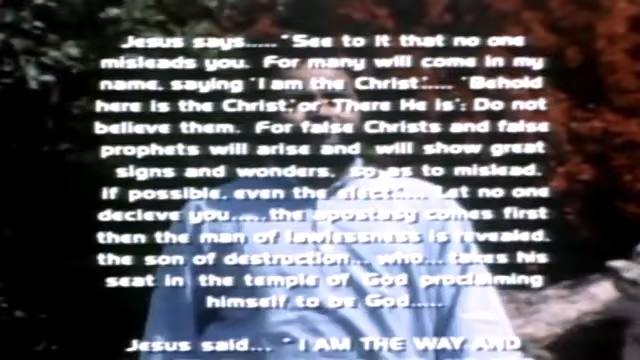 Jesus says..... "See to it that no one
misleads you. For many will come in my
name, saying 'I am the Christ'..... "Behold
here is the Christ,' or, 'There He is'; Do not
believe them. For false Christs and false
prophets will arise and will show great
signs and wonders, so as to mislead,
if possible, even the elect'..... Let no one
decieve you..... the apostasy comes first
then the man of lawlessness is revealed,
the son of destruction... who... takes his
seat in the temple of God proclaiming
himself to be God.....
Jesus said... " I AM THE WAY AND